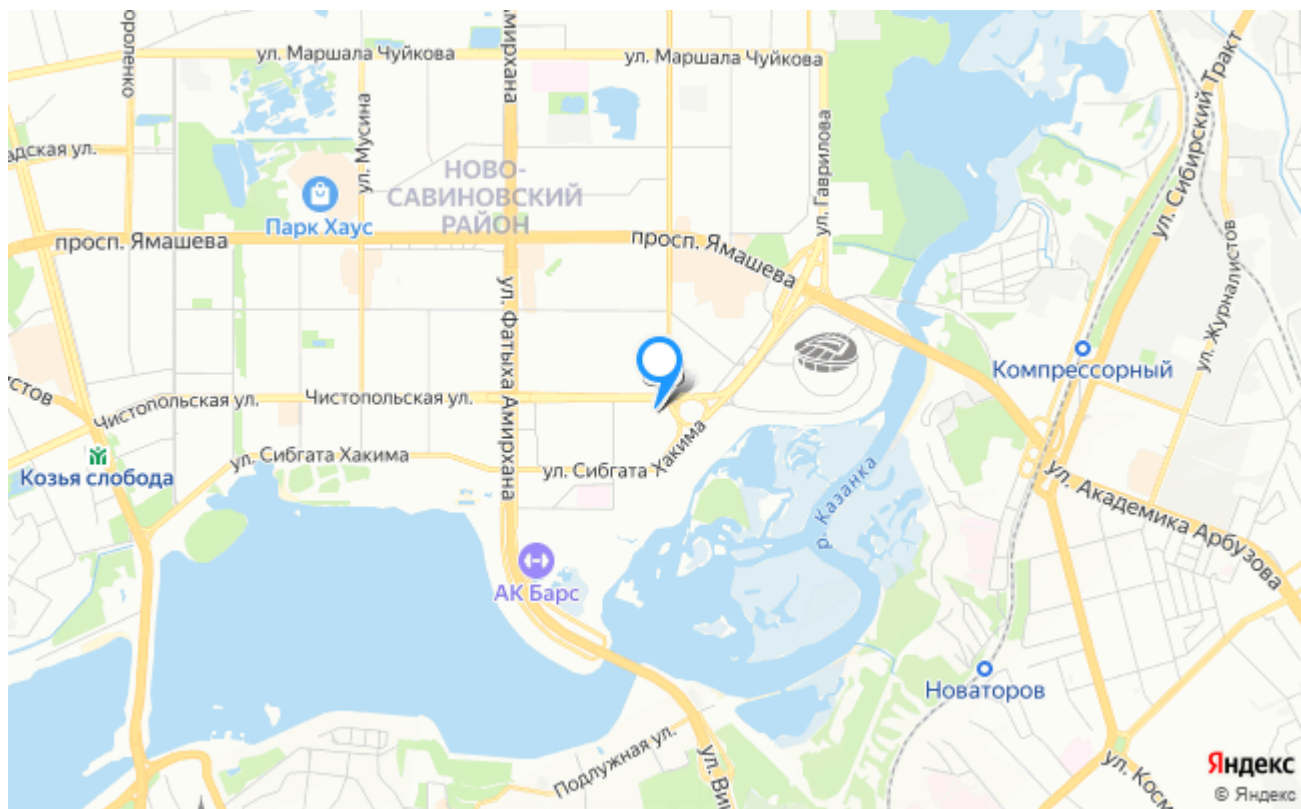 ороленко
ул. Маршала Чуйкова
Амирхана
ул. Маршала Чуйкова
ул. Сибирский Тракт
ул. Мусина
ул. Гаврилова
адская ул.
НОВО-
САВИНОВСКИЙ
РАЙОН
Парк Хаус
просп. Ямашева
просп. Ямашева
ул. Журналистов
ул. Фатыха Амирхана
Компрессорный
истов
Чистопольская ул.
Чистопольская ул.
ул. Сибгата Хакима
ул. Сибгата Хакима
Козья слобода
р. Казанка
ул. Академика Арбузова
АК Барс
Новаторов
Подлужная ул.
ул. Ви
ул. Косм
Яндекс
© Яндекс